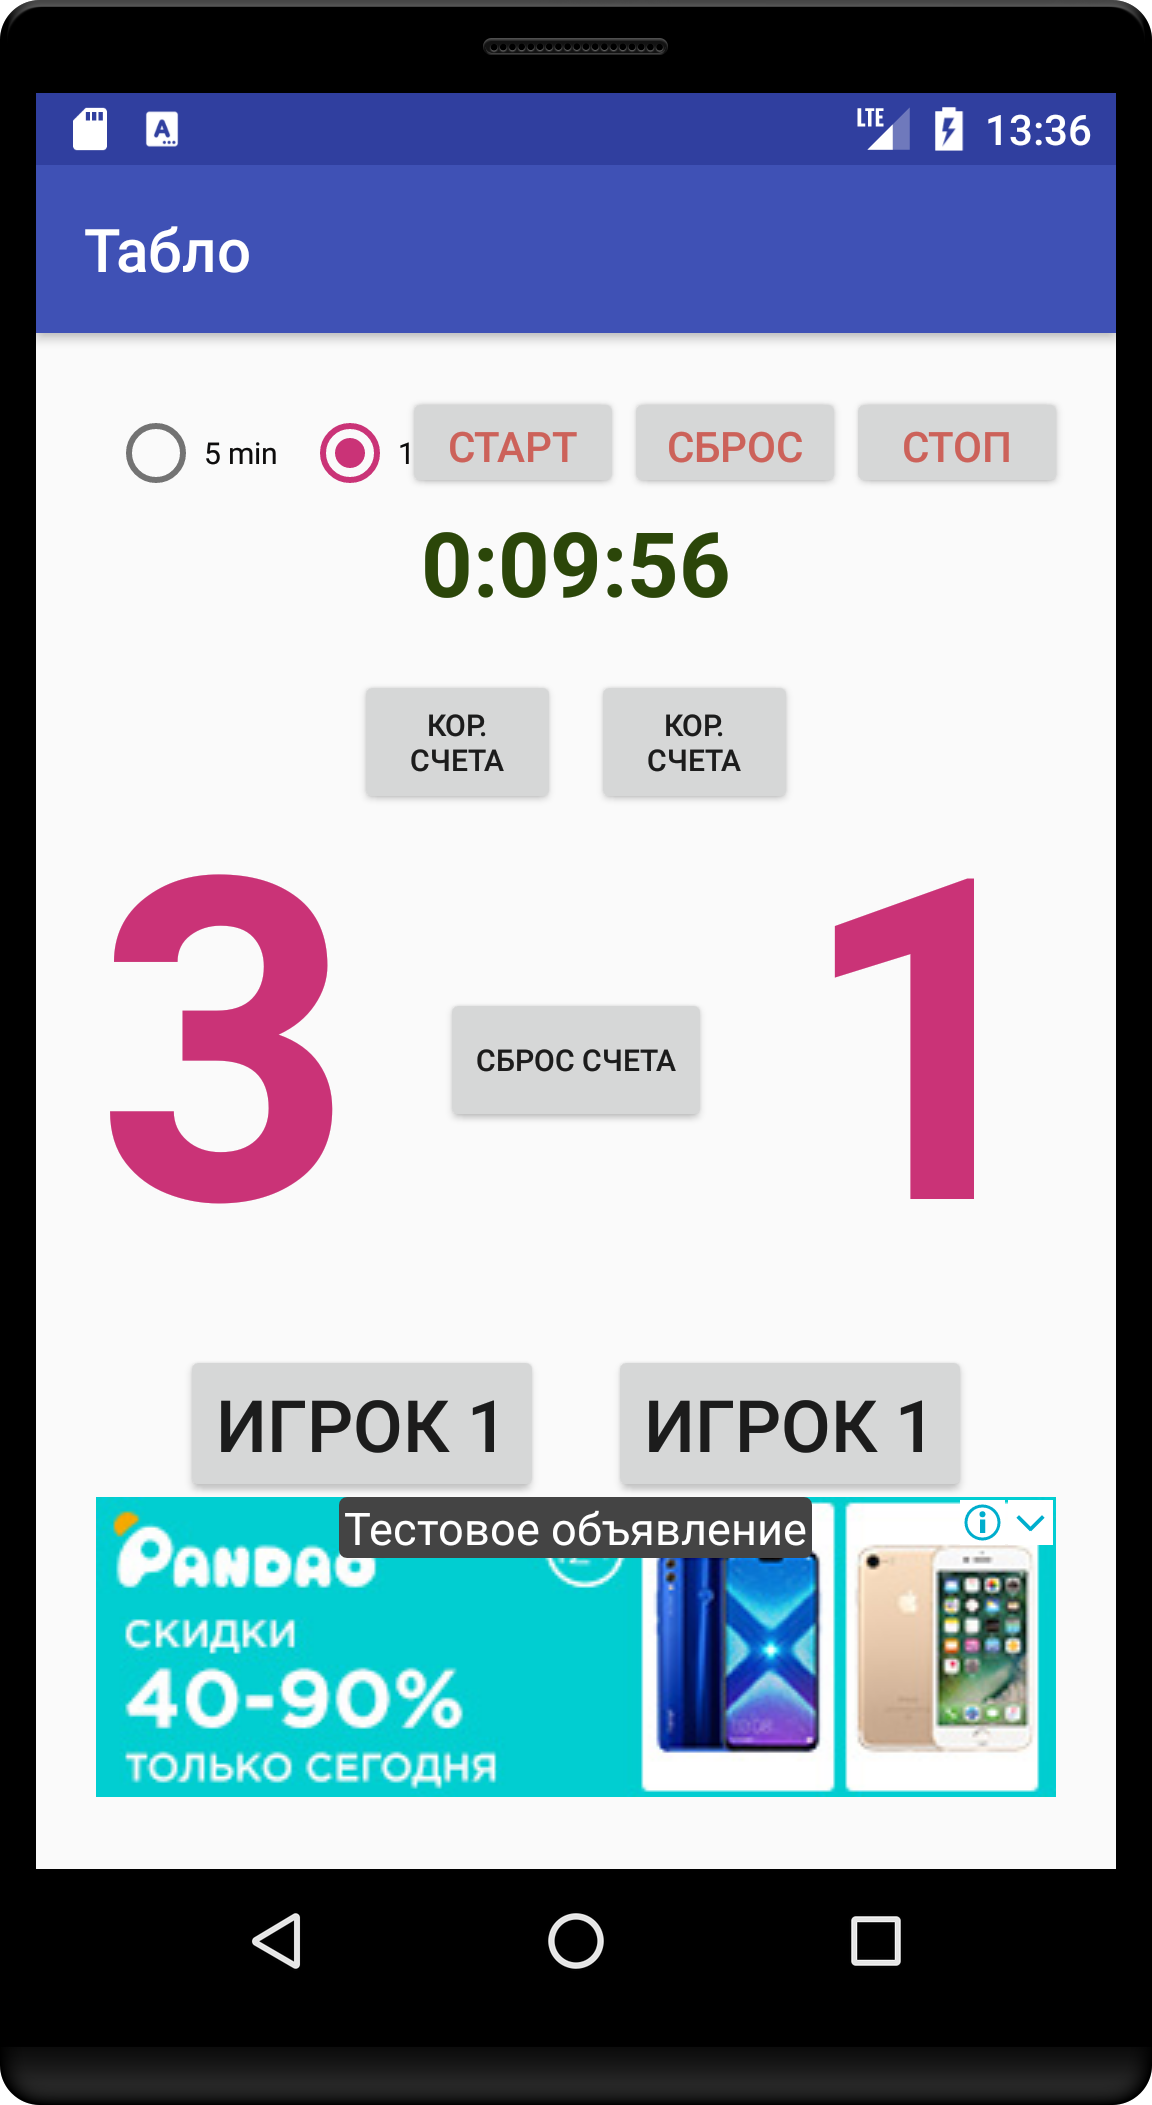 LTE 13:36
Табло
5 min 1 СТАРТ СБРОС СТОП
0:09:56
КОР. СЧЕТА
КОР. СЧЕТА
3 1
СБРОС СЧЕТА
ИГРОК 1 ИГРОК 1
Тестовое объявление
PANDAO
СКИДКИ
40-90%
ТОЛЬКО СЕГОДНЯ